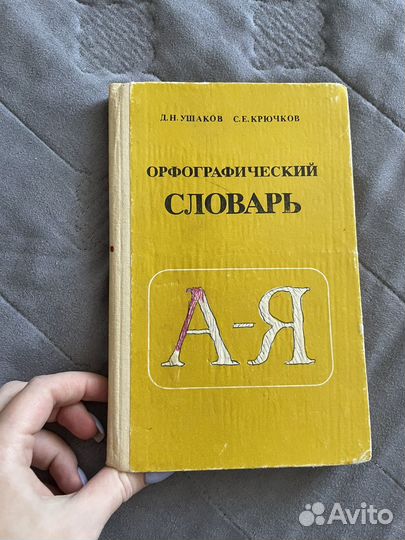 Д.Н. УШАКОВ С.Е. КРЮЧКОВ
ОРФОГРАФИЧЕСКИЙ
СЛОВАРЬ
А-Я
Avito